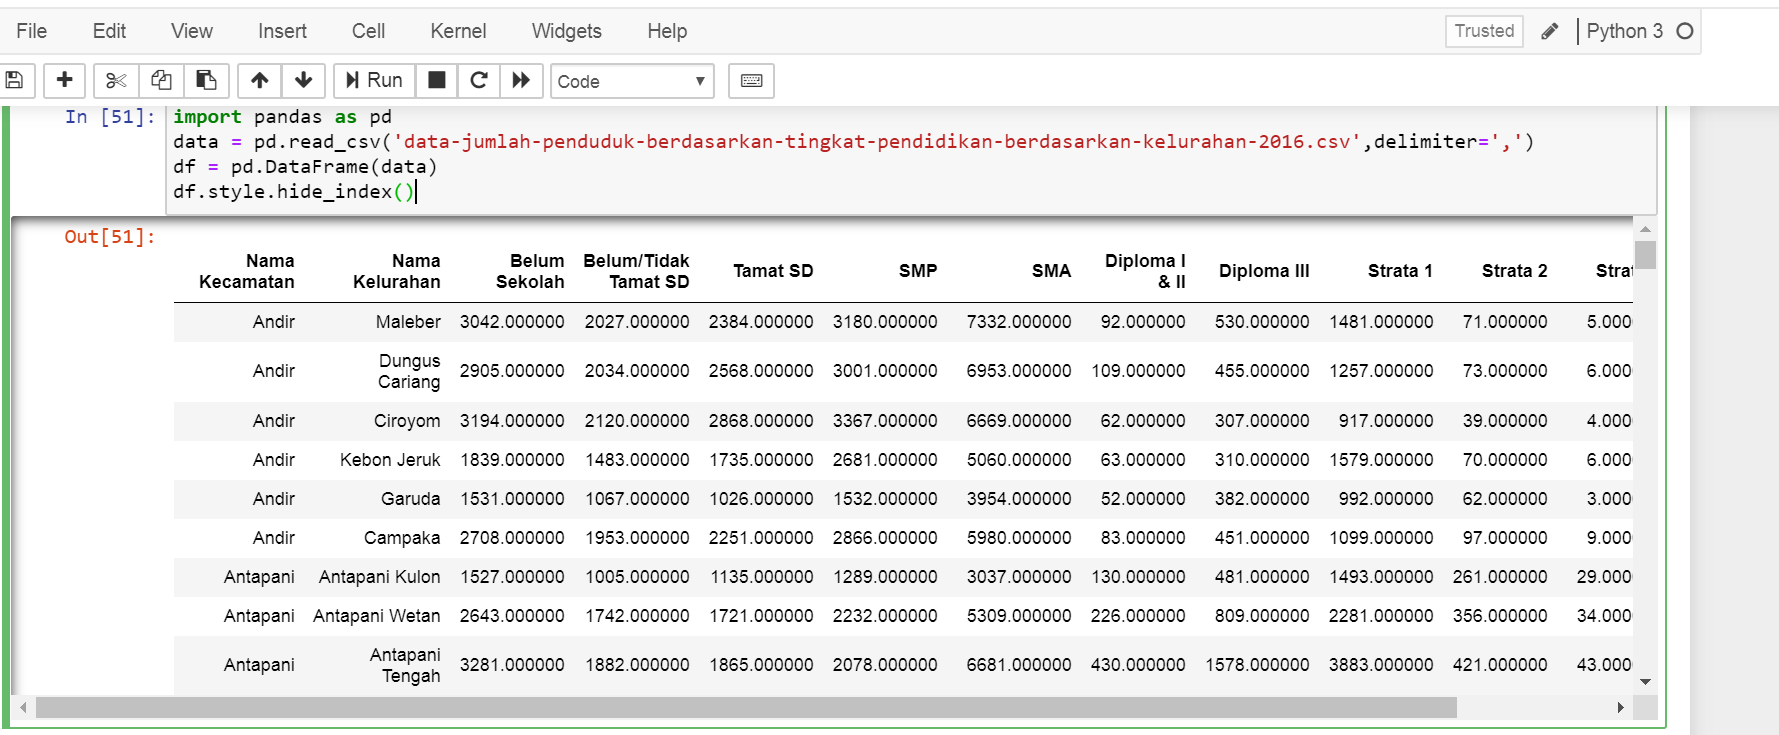 File Edit View Insert Cell Kernel Widgets Help Trusted Python 3
Run Code
In [51]: import pandas as pd
data = pd.read_csv('data-jumlah-penduduk-berdasarkan-tingkat-pendidikan-berdasarkan-kelurahan-2016.csv',delimiter=',')
df = pd.DataFrame(data)
df.style.hide_index()
Out[51]:
Nama Kecamatan Nama Kelurahan Belum Sekolah Belum/Tidak Tamat SD Tamat SD SMP SMA Diploma I & II Diploma III Strata 1 Strata 2 Strat
Andir Maleber 3042.000000 2027.000000 2384.000000 3180.000000 7332.000000 92.000000 530.000000 1481.000000 71.000000 5.000
Andir Dungus Cariang 2905.000000 2034.000000 2568.000000 3001.000000 6953.000000 109.000000 455.000000 1257.000000 73.000000 6.000
Andir Ciroyom 3194.000000 2120.000000 2868.000000 3367.000000 6669.000000 62.000000 307.000000 917.000000 39.000000 4.000
Andir Kebon Jeruk 1839.000000 1483.000000 1735.000000 2681.000000 5060.000000 63.000000 310.000000 1579.000000 70.000000 6.000
Andir Garuda 1531.000000 1067.000000 1026.000000 1532.000000 3954.000000 52.000000 382.000000 992.000000 62.000000 3.000
Andir Campaka 2708.000000 1953.000000 2251.000000 2866.000000 5980.000000 83.000000 451.000000 1099.000000 97.000000 9.000
Antapani Antapani Kulon 1527.000000 1005.000000 1135.000000 1289.000000 3037.000000 130.000000 481.000000 1493.000000 261.000000 29.000
Antapani Antapani Wetan 2643.000000 1742.000000 1721.000000 2232.000000 5309.000000 226.000000 809.000000 2281.000000 356.000000 34.000
Antapani Antapani Tengah 3281.000000 1882.000000 1865.000000 2078.000000 6681.000000 430.000000 1578.000000 3883.000000 421.000000 43.000